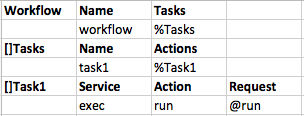 Workflow Name Tasks
workflow %Tasks
[]Tasks Name Actions
task1 %Task1
[]Task1 Service Action Request
exec run @run